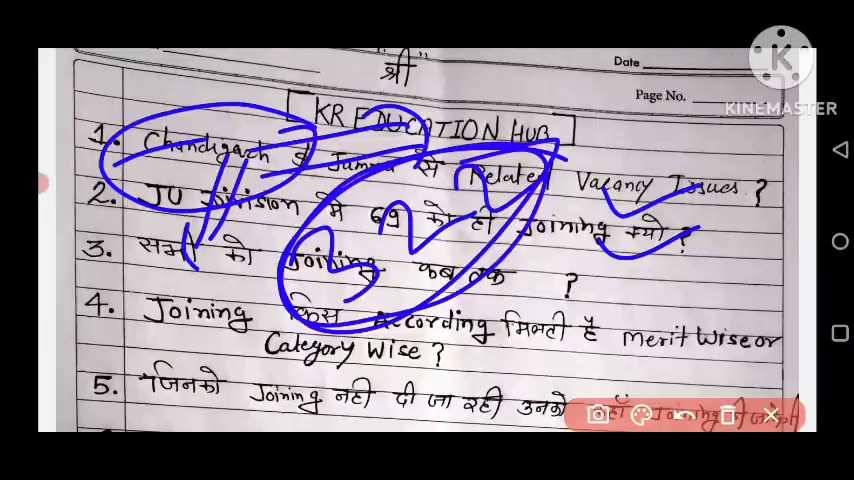 "श्री"
Date
Page No.
KINEMASTER
KR EDUCATION HUB
1. Chandigarh ई Jammu से Related Vacancy Issues ?
2. JU Division मे 69 को ही Joining क्यो ?
3. सभी को Joining कब तक ?
4. Joining किस According मिलती है Merit Wise or
Category Wise ?
5. जिनको Joining नही दी जा रही उनको Joining